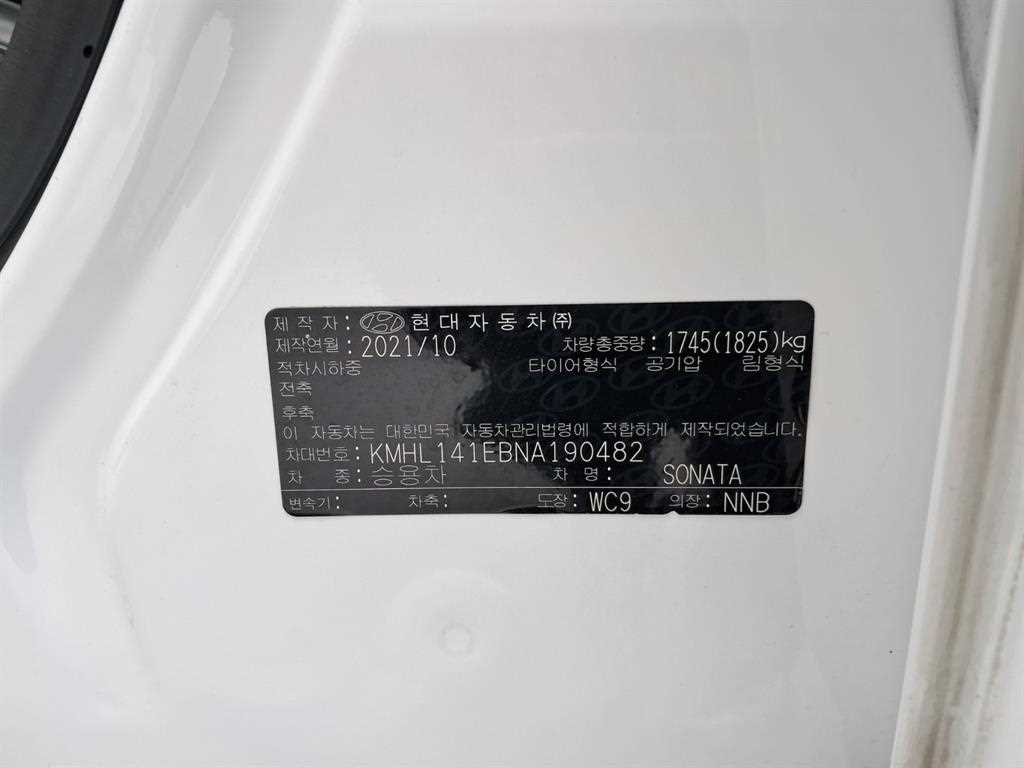 제 작 자: 현대자동차㈜
제작연월: 2021/10 차량총중량: 1745(1825)kg
적차시하중 타이어형식 공기압 림형식
전축
후축
이 자동차는 대한민국 자동차관리법령에 적합하게 제작되었습니다.
차대번호: KMHL141EBNA190482
차 종: 승용차 차 명: SONATA
변속기: 차축: 도장: WC9 의장: NNB